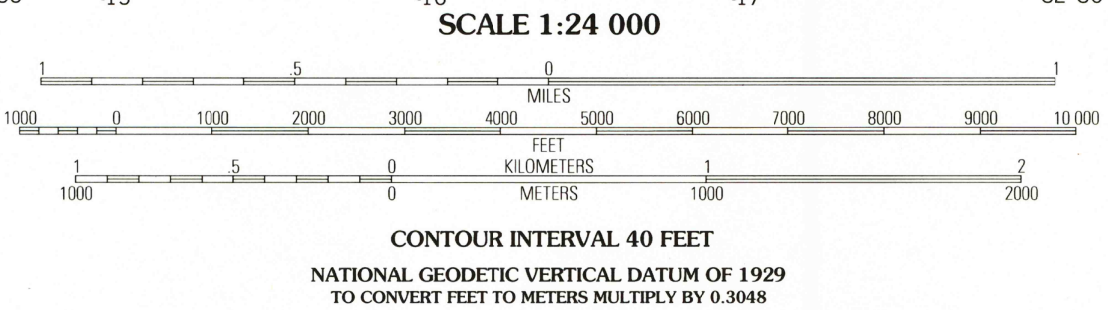 SCALE 1:24 000
1 .5 0 1
MILES
1000 0 1000 2000 3000 4000 5000 6000 7000 8000 9000 10 000
FEET
1 .5 0 KILOMETERS 1 2
1000 0 METERS 1000 2000
CONTOUR INTERVAL 40 FEET
NATIONAL GEODETIC VERTICAL DATUM OF 1929
TO CONVERT FEET TO METERS MULTIPLY BY 0.3048